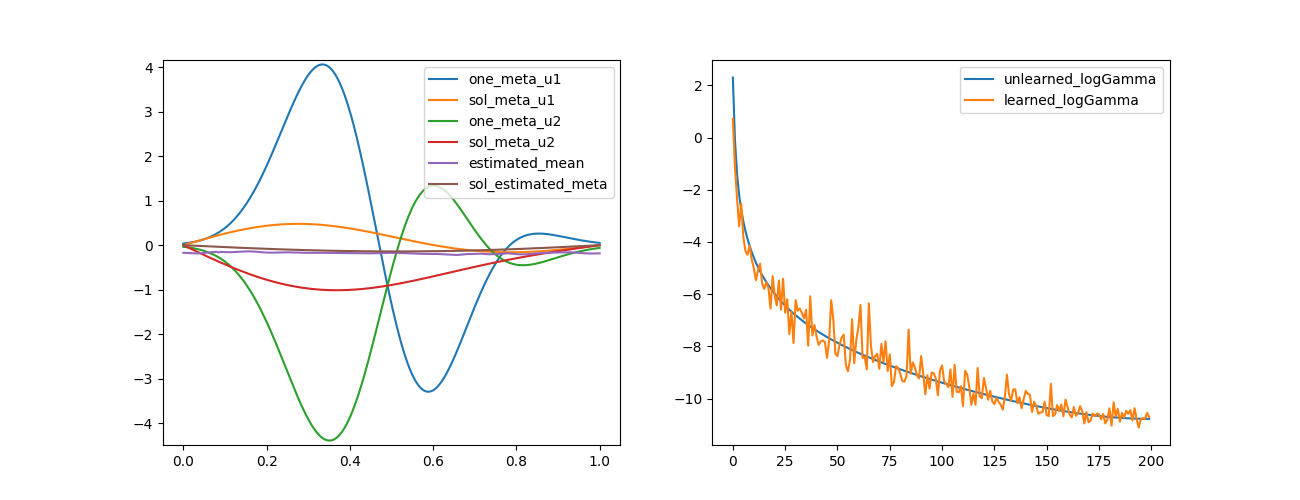 4
3
2
1
0
−1
−2
−3
−4
0.0 0.2 0.4 0.6 0.8 1.0
one_meta_u1
sol_meta_u1
one_meta_u2
sol_meta_u2
estimated_mean
sol_estimated_meta
2
0
−2
−4
−6
−8
−10
0 25 50 75 100 125 150 175 200
unlearned_logGamma
learned_logGamma